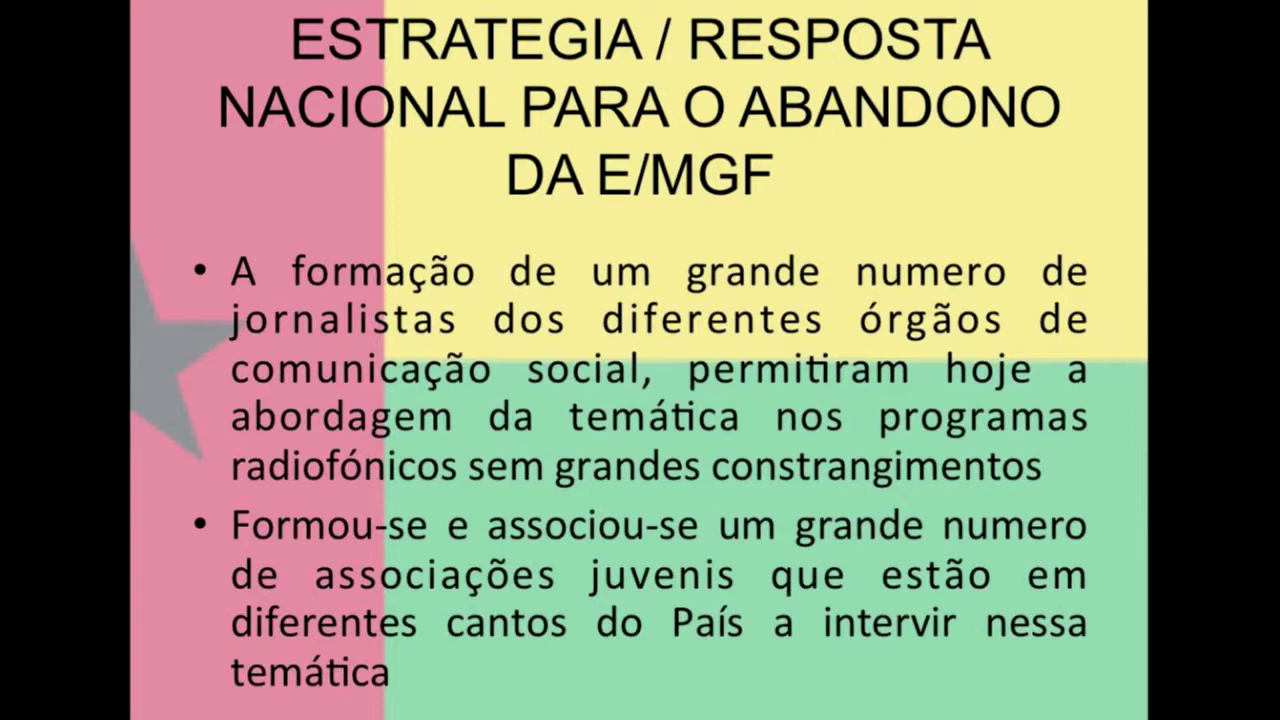 ESTRATEGIA / RESPOSTA
NACIONAL PARA O ABANDONO
DA E/MGF
• A formação de um grande numero de
jornalistas dos diferentes órgãos de
comunicação social, permitiram hoje a
abordagem da temática nos programas
radiofónicos sem grandes constrangimentos
• Formou-se e associou-se um grande numero
de associações juvenis que estão em
diferentes cantos do País a intervir nessa
temática